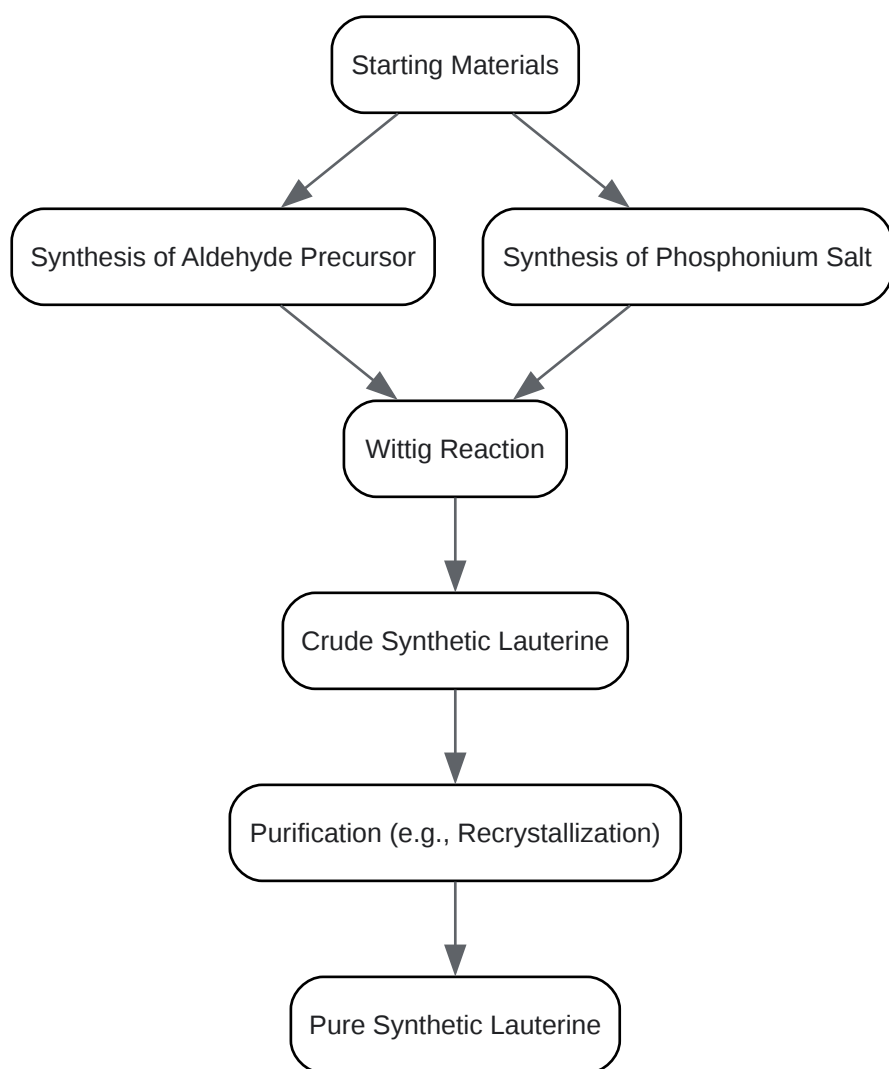 Starting Materials
Synthesis of Aldehyde Precursor
Synthesis of Phosphonium Salt
Wittig Reaction
Crude Synthetic Lauterine
Purification (e.g., Recrystallization)
Pure Synthetic Lauterine